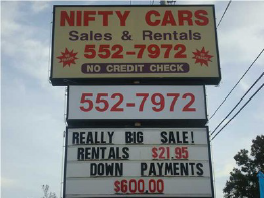 NIFTY CARS
Sales & Rentals
552-7972
NO CREDIT CHECK
552-7972
REALLY BIG SALE!
RENTALS $21.95
DOWN PAYMENTS
$600.00